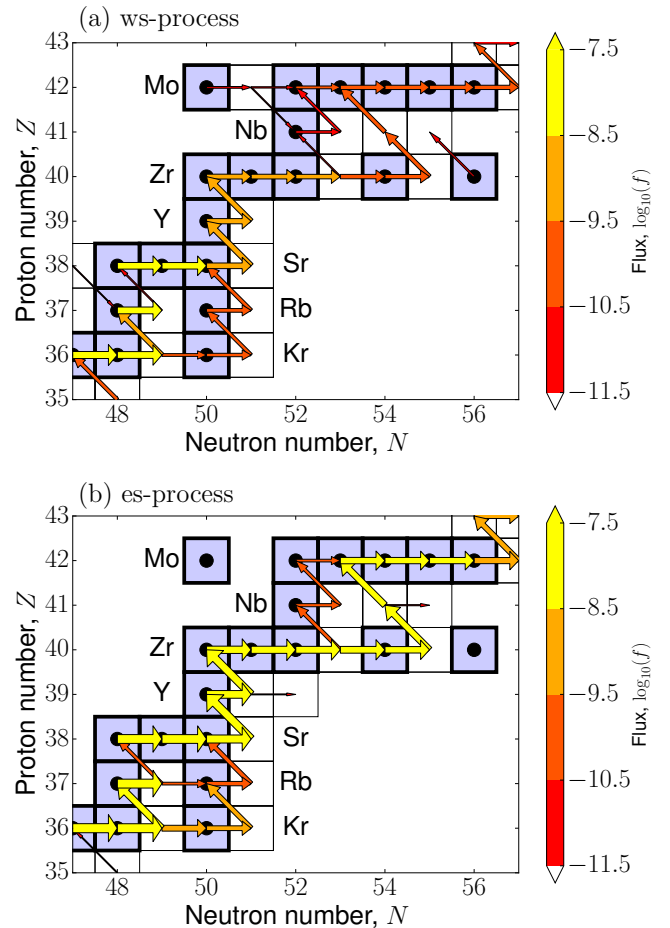 (a) ws-process
43
42
41
40
39
38
37
36
35
Proton number, Z
Mo
Nb
Zr
Y
Sr
Rb
Kr
48
50
52
54
56
Neutron number, N
−7.5
−8.5
−9.5
−10.5
−11.5
Flux, log₁₀(f)
(b) es-process
43
42
41
40
39
38
37
36
35
Proton number, Z
Mo
Nb
Zr
Y
Sr
Rb
Kr
48
50
52
54
56
Neutron number, N
−7.5
−8.5
−9.5
−10.5
−11.5
Flux, log₁₀(f)